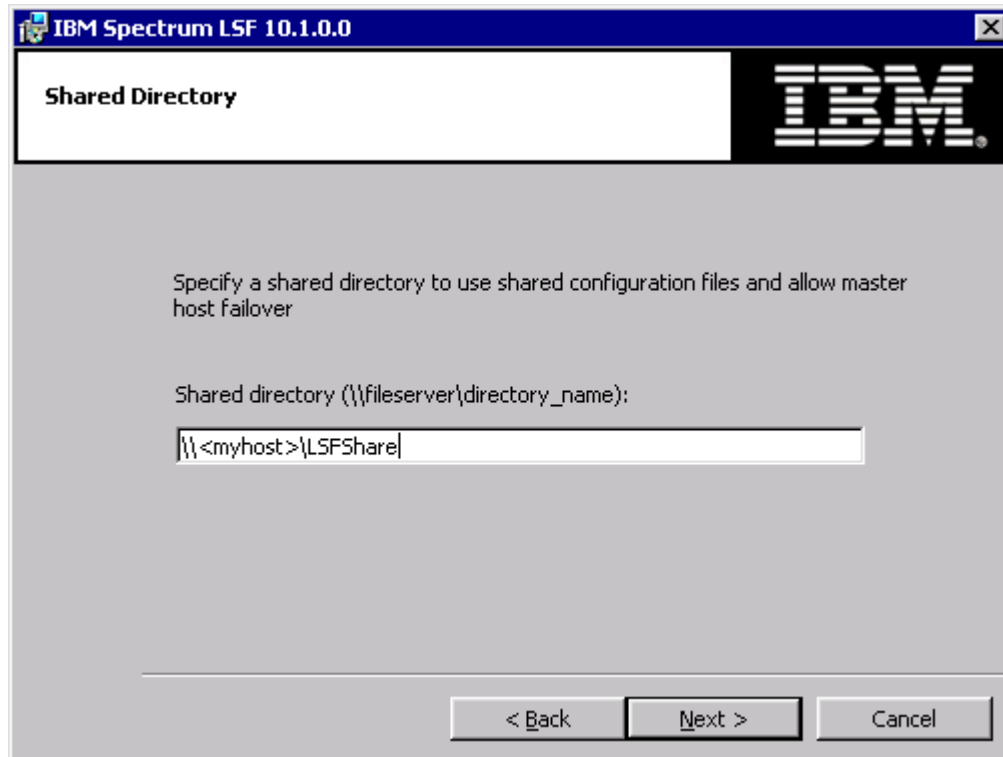 IBM Spectrum LSF 10.1.0.0
Shared Directory
IBM®
Specify a shared directory to use shared configuration files and allow master
host failover
Shared directory (\\fileserver\directory_name):
\\<myhost>\LSFShare
< Back
Next >
Cancel